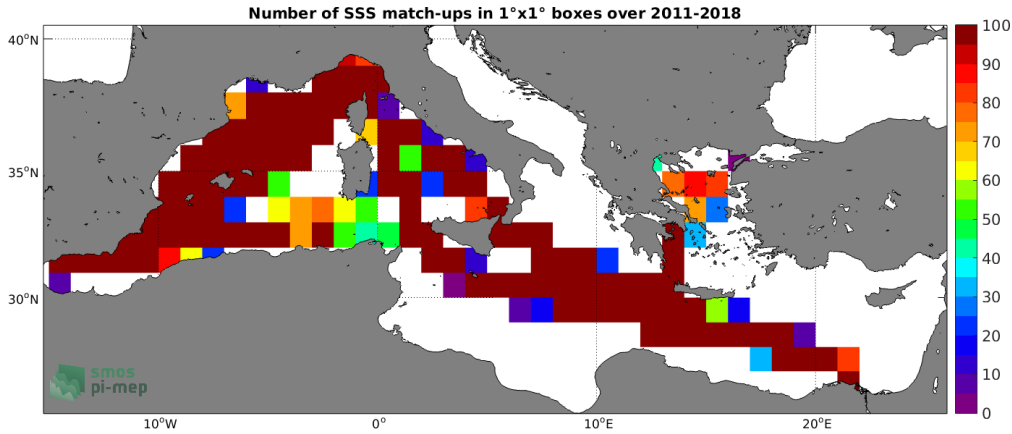 Number of SSS match-ups in 1°x1° boxes over 2011-2018
40°N
35°N
30°N
10°W
0°
10°E
20°E
100
90
80
70
60
50
40
30
20
10
0
smos
pi-mep